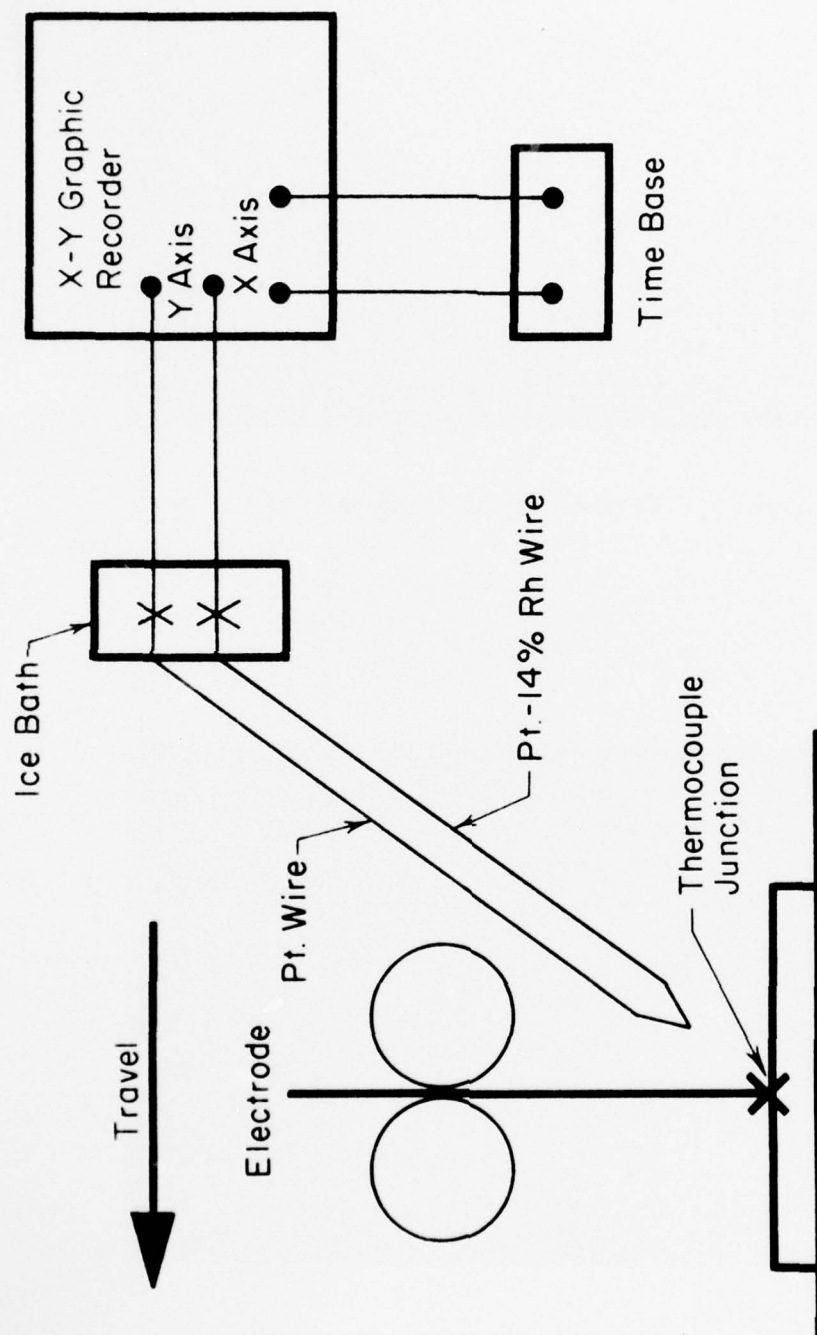 X-Y Graphic
Recorder
Y Axis
X Axis
Time Base
Ice Bath
Pt. Wire
Pt.-14% Rh Wire
Travel
Electrode
Thermocouple
Junction